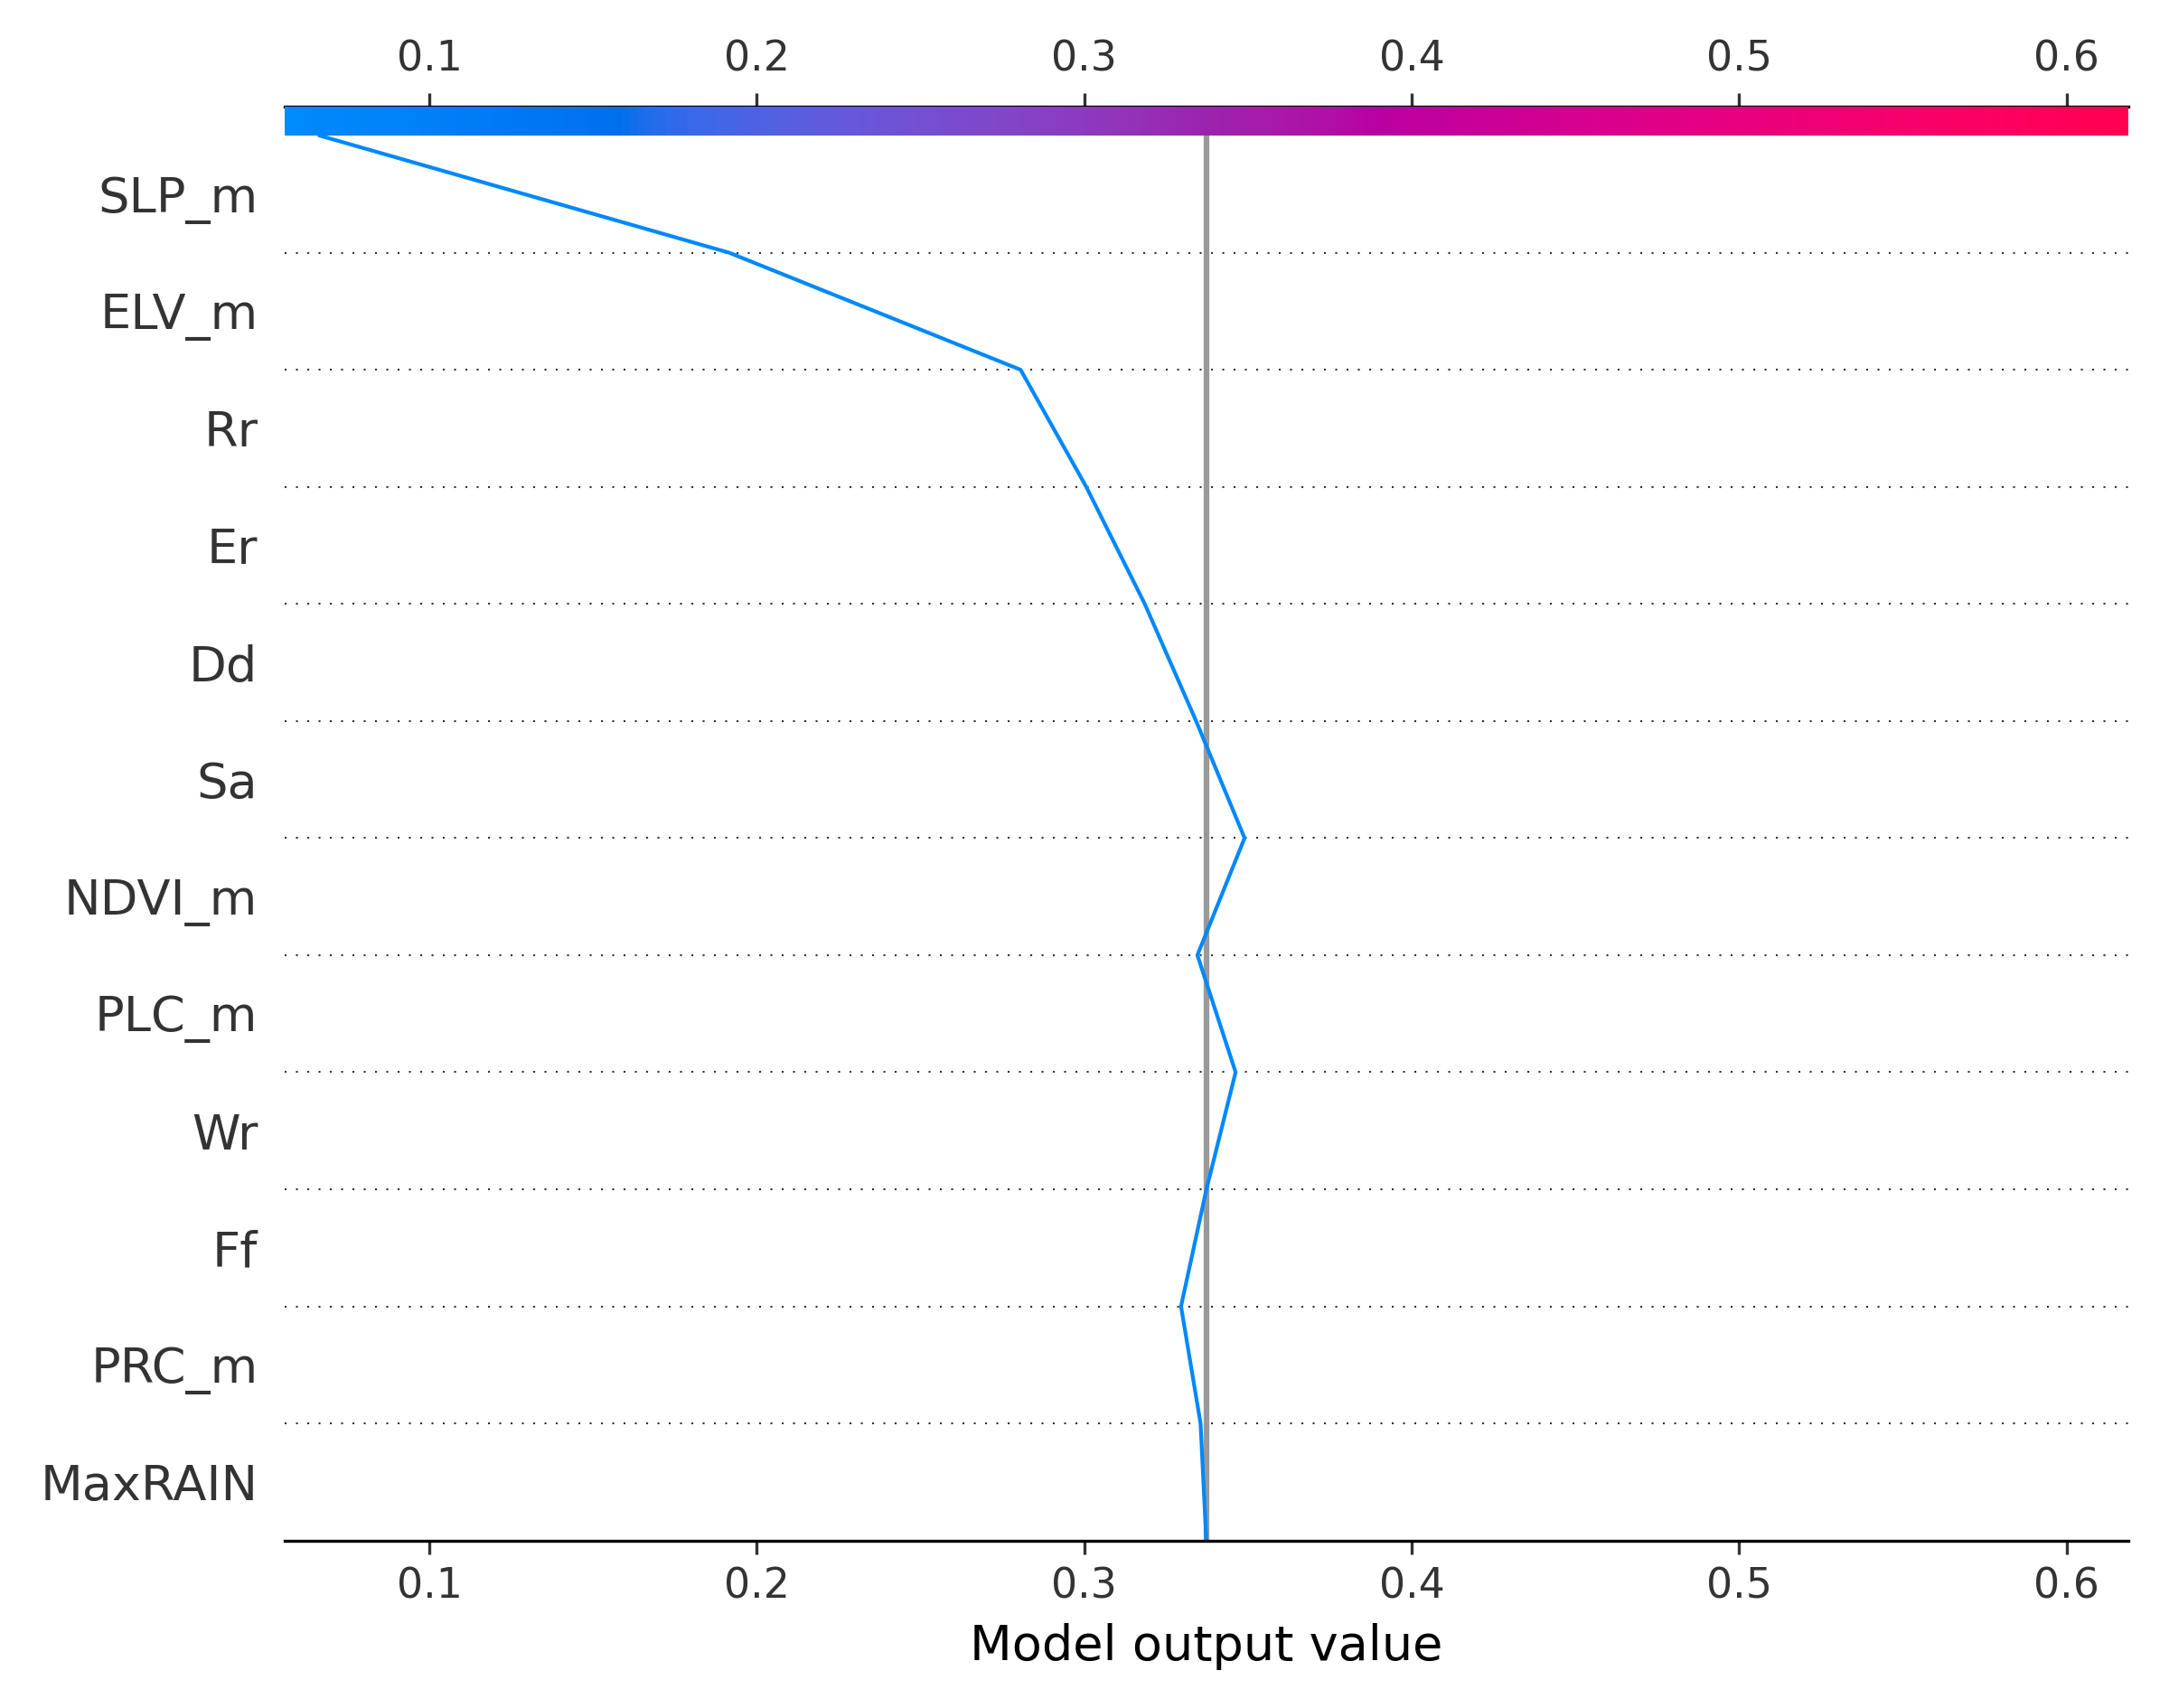 0.1 0.2 0.3 0.4 0.5 0.6
SLP_m
ELV_m
Rr
Er
Dd
Sa
NDVI_m
PLC_m
Wr
Ff
PRC_m
MaxRAIN
0.1 0.2 0.3 0.4 0.5 0.6
Model output value